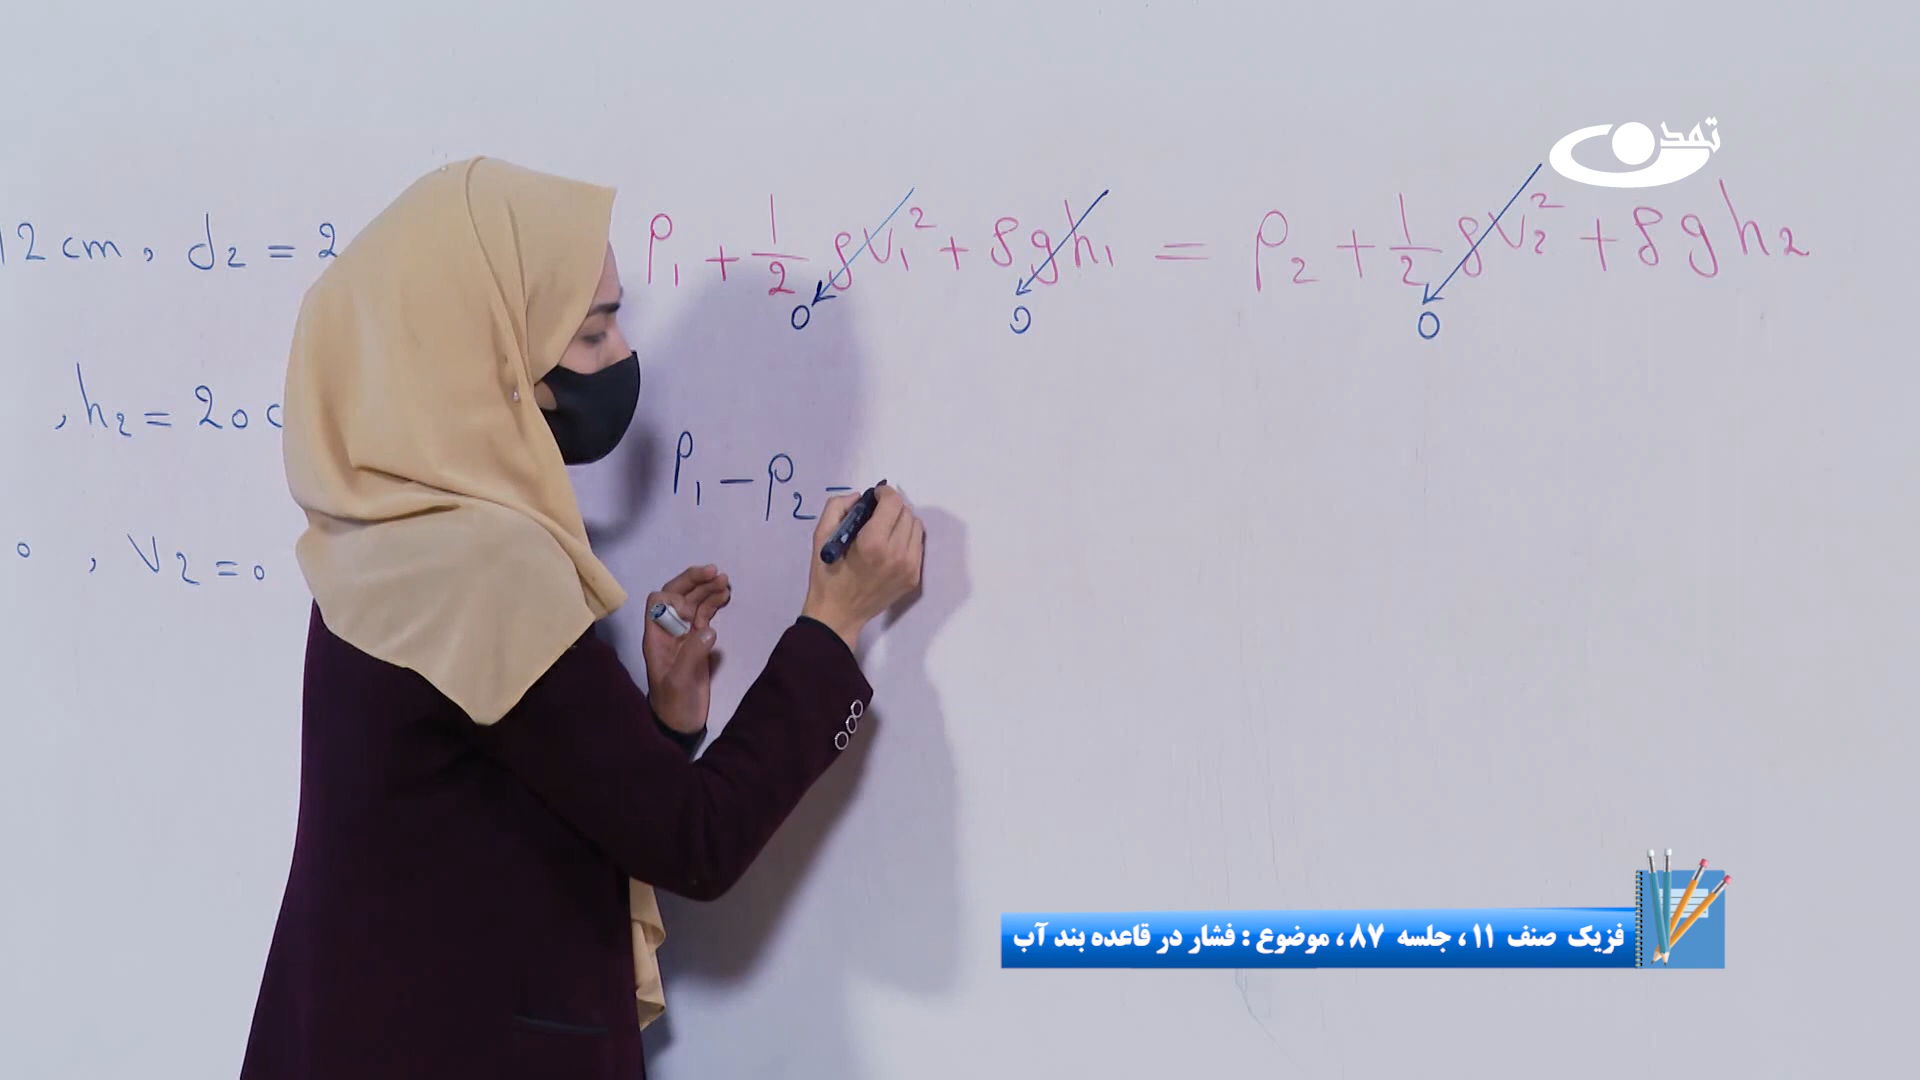 تمدن
12 cm , d₂ = 2
P₁ + 1/2 ρV₁² + ρgh₁ = P₂ + 1/2 ρV₂² + ρgh₂
0 0 0
, h₂ = 20 c
P₁ - P₂ =
0 , V₂ = 0
فزیک صنف ۱۱ ، جلسه ۸۷ ، موضوع : فشار در قاعده بند آب